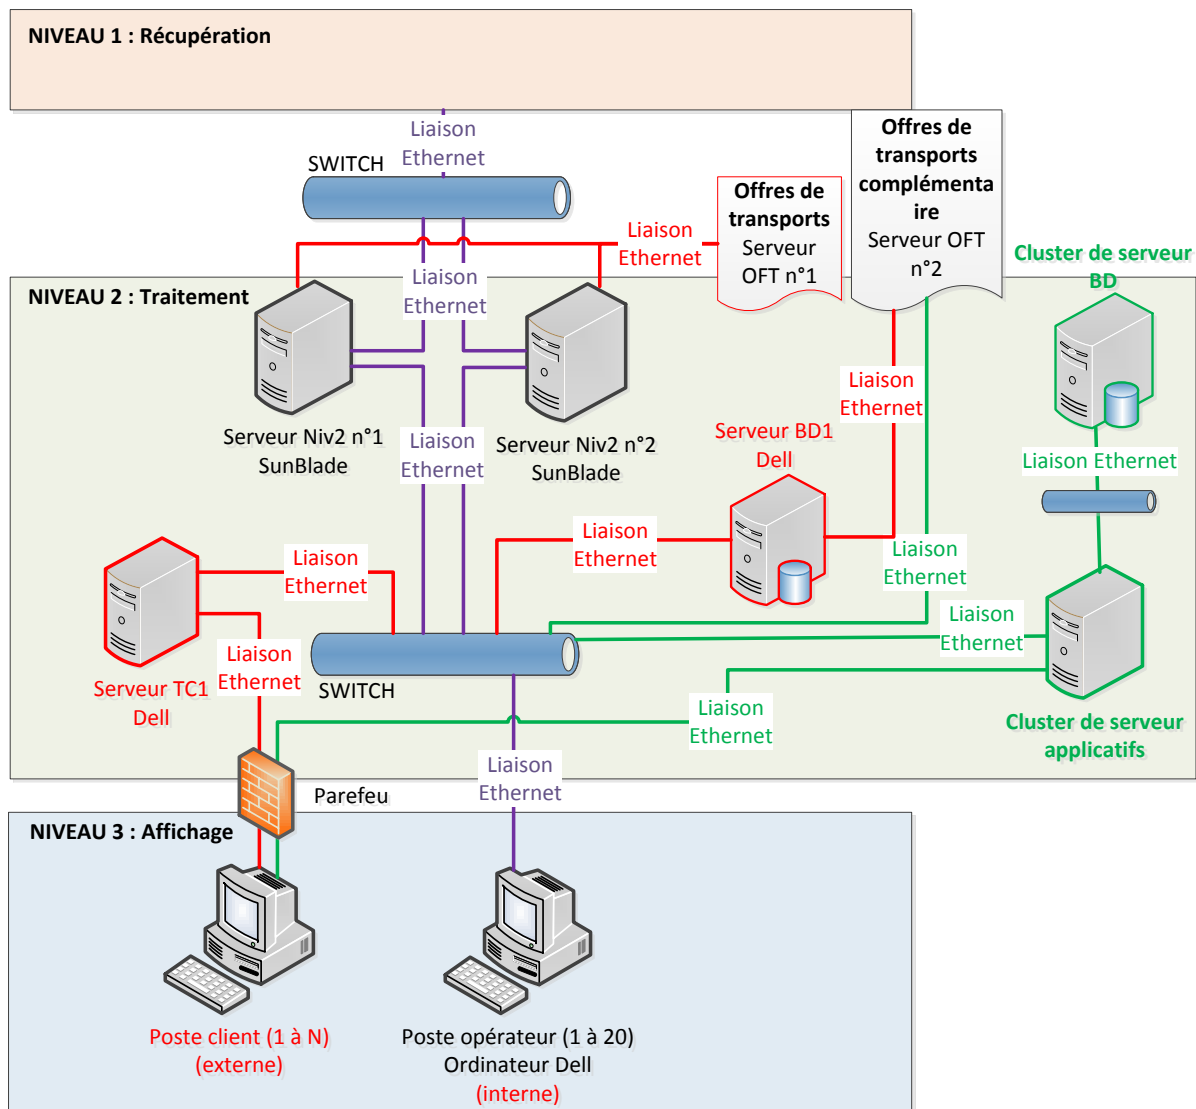 NIVEAU 1 : Récupération
Liaison
Ethernet
SWITCH
Offres de
transports
complémenta
ire
Serveur OFT
n°2
Offres de
transports
Serveur
OFT n°1
Liaison
Ethernet
Cluster de serveur
BD
NIVEAU 2 : Traitement
Liaison
Ethernet
Liaison
Ethernet
Serveur Niv2 n°1
SunBlade
Serveur Niv2 n°2
SunBlade
Liaison
Ethernet
Serveur BD1
Dell
Liaison Ethernet
Liaison
Ethernet
Liaison
Ethernet
Liaison
Ethernet
Liaison
Ethernet
Liaison
Ethernet
Serveur TC1
Dell
SWITCH
Liaison
Ethernet
Cluster de serveur
applicatifs
Liaison
Ethernet
Parefeu
NIVEAU 3 : Affichage
Poste client (1 à N)
(externe)
Poste opérateur (1 à 20)
Ordinateur Dell
(interne)